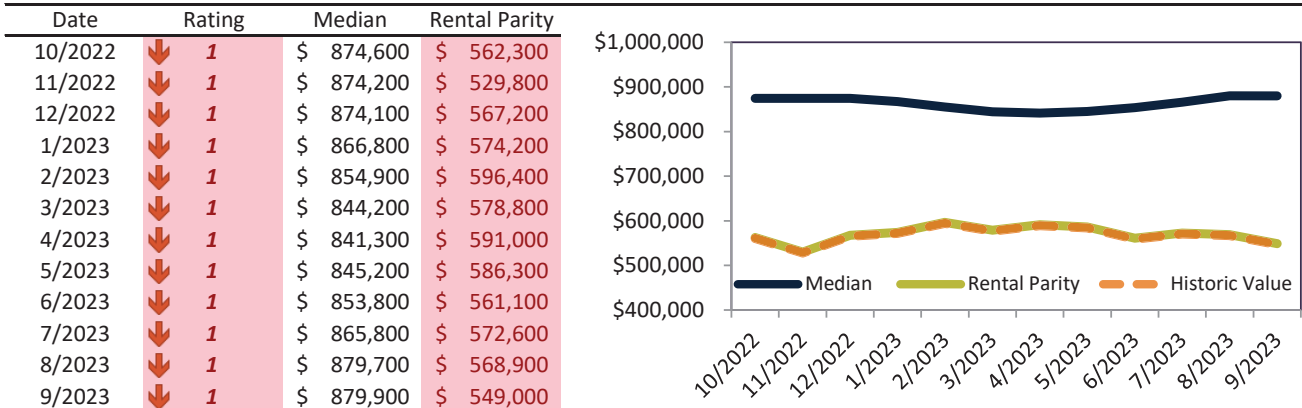 Date Rating Median Rental Parity
10/2022 1 $ 874,600 $ 562,300
11/2022 1 $ 874,200 $ 529,800
12/2022 1 $ 874,100 $ 567,200
1/2023 1 $ 866,800 $ 574,200
2/2023 1 $ 854,900 $ 596,400
3/2023 1 $ 844,200 $ 578,800
4/2023 1 $ 841,300 $ 591,000
5/2023 1 $ 845,200 $ 586,300
6/2023 1 $ 853,800 $ 561,100
7/2023 1 $ 865,800 $ 572,600
8/2023 1 $ 879,700 $ 568,900
9/2023 1 $ 879,900 $ 549,000
$1,000,000
$900,000
$800,000
$700,000
$600,000
$500,000
$400,000
Median Rental Parity Historic Value
10/2022 11/2022 12/2022 1/2023 2/2023 3/2023 4/2023 5/2023 6/2023 7/2023 8/2023 9/2023